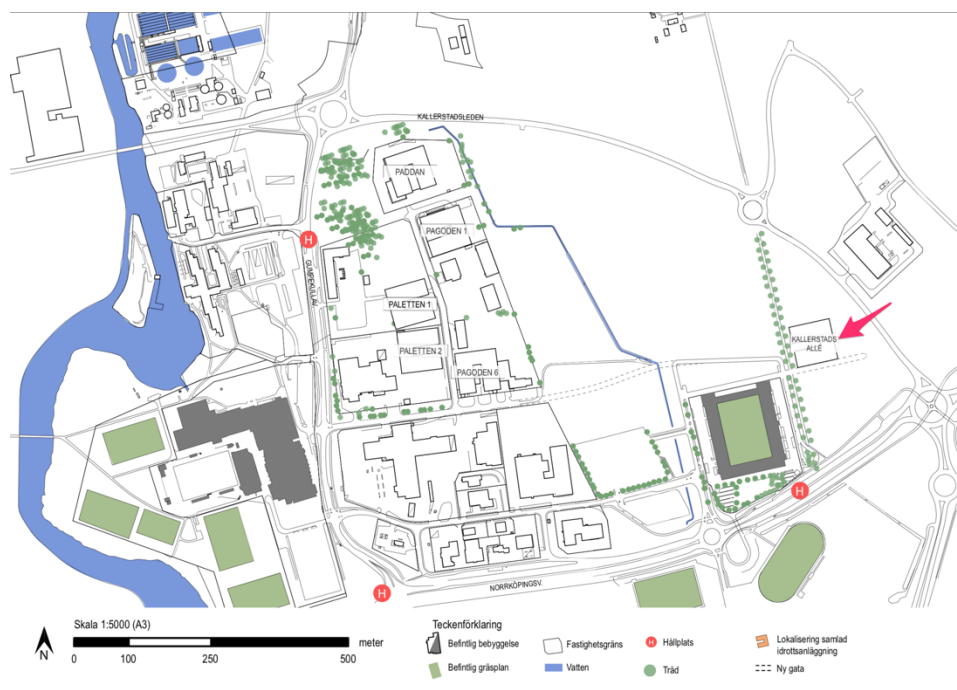 KALLERSTADSLEDEN
PADDAN
PAGODEN 1
H
GUMPEKULLAV.
PALETTEN 1
KALLERSTADS
ALLÉ
PALETTEN 2
PAGODEN 6
H
NORRKÖPINGSV.
H
N
Skala 1:5000 (A3)
0 100 250 500 meter
Teckenförklaring
Befintlig bebyggelse
Befintlig gräsplan
Fastighetsgräns
Vatten
H Hållplats
Träd
Lokalisering samlad
idrottsanläggning
Ny gata